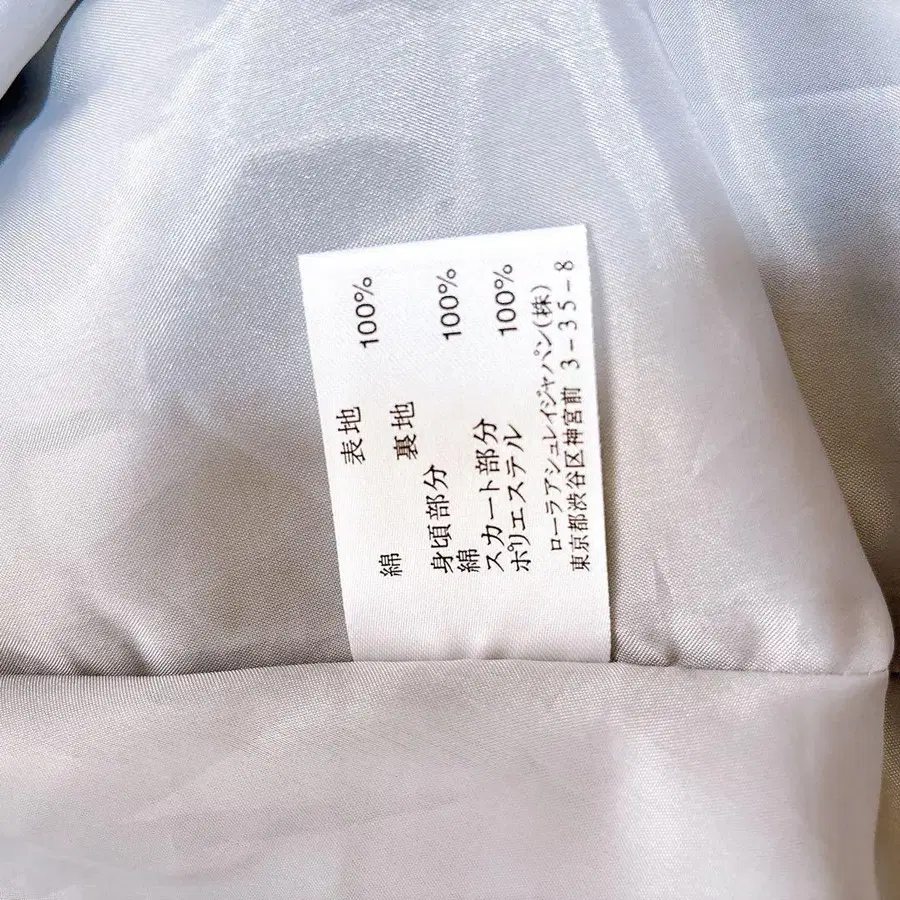 表地
綿 100%
裏地
身頃部分
綿 100%
スカート部分
ポリエステル 100%
ローラアシュレイジャパン(株)
東京都渋谷区神宮前 3-35-8